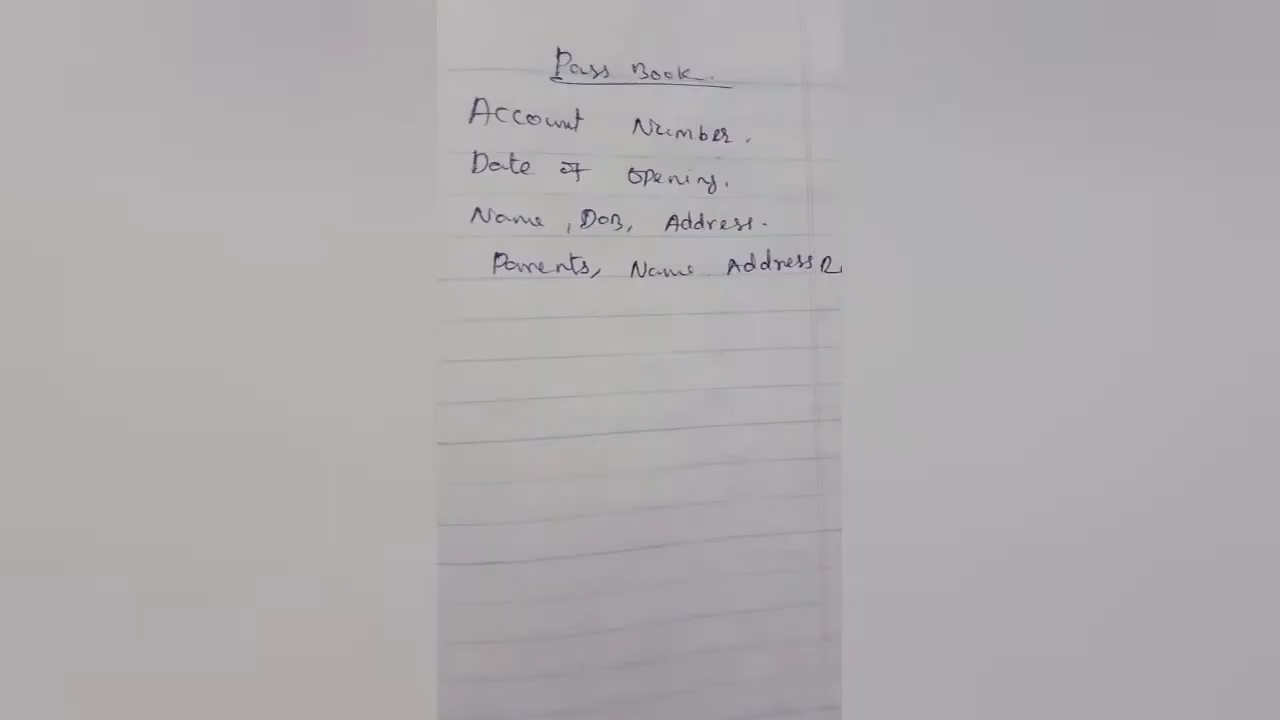 Pass Book.
Account Number.
Date of Opening.
Name, DOB, Address.
Parents, Name Address